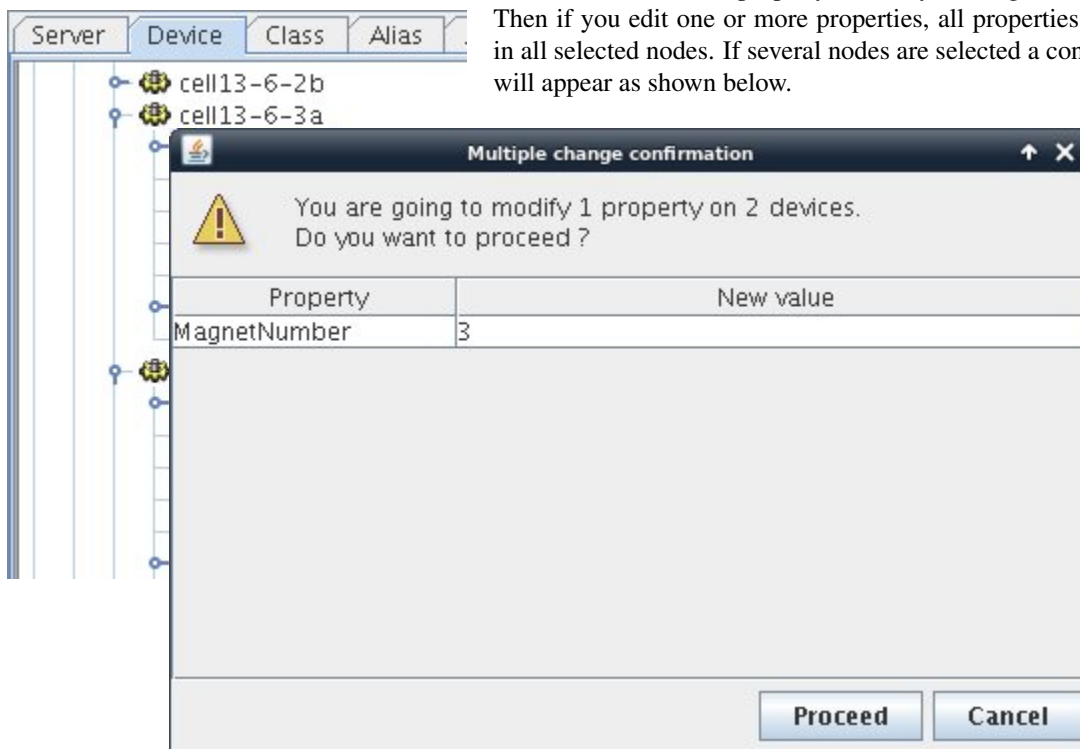 Then if you edit one or more properties, all properties
in all selected nodes. If several nodes are selected a
will appear as shown below.
Server Device Class Alias
cell13-6-2b
cell13-6-3a
Multiple change confirmation
You are going to modify 1 property on 2 devices.
Do you want to proceed ?
Property New value
MagnetNumber 3
Proceed Cancel